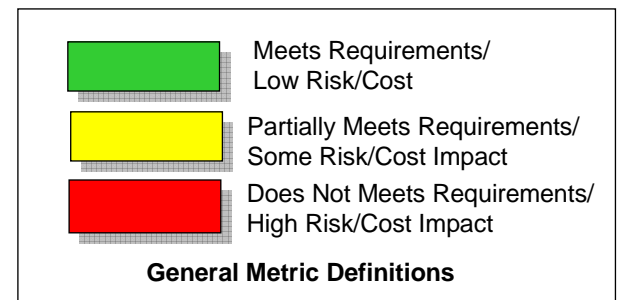 Meets Requirements/
Low Risk/Cost
Partially Meets Requirements/
Some Risk/Cost Impact
Does Not Meets Requirements/
High Risk/Cost Impact
General Metric Definitions